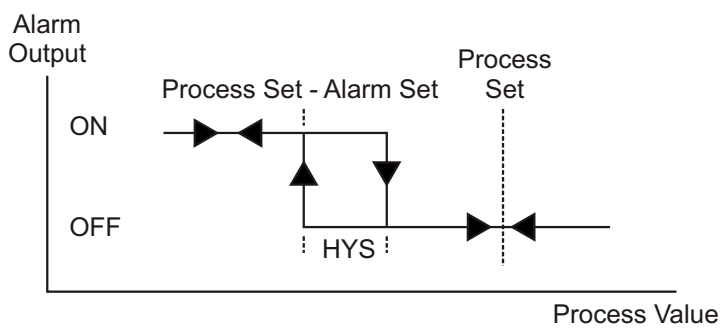 Alarm
Output
Process
Set
Process Set - Alarm Set
ON
OFF
HYS
Process Value